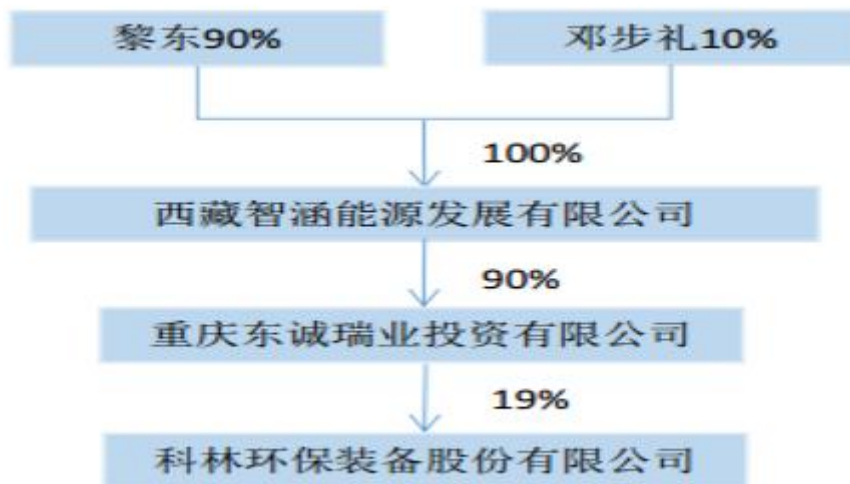 黎东90%
邓步礼10%
100%
西藏智涵能源发展有限公司
90%
重庆东诚瑞业投资有限公司
19%
科林环保装备股份有限公司